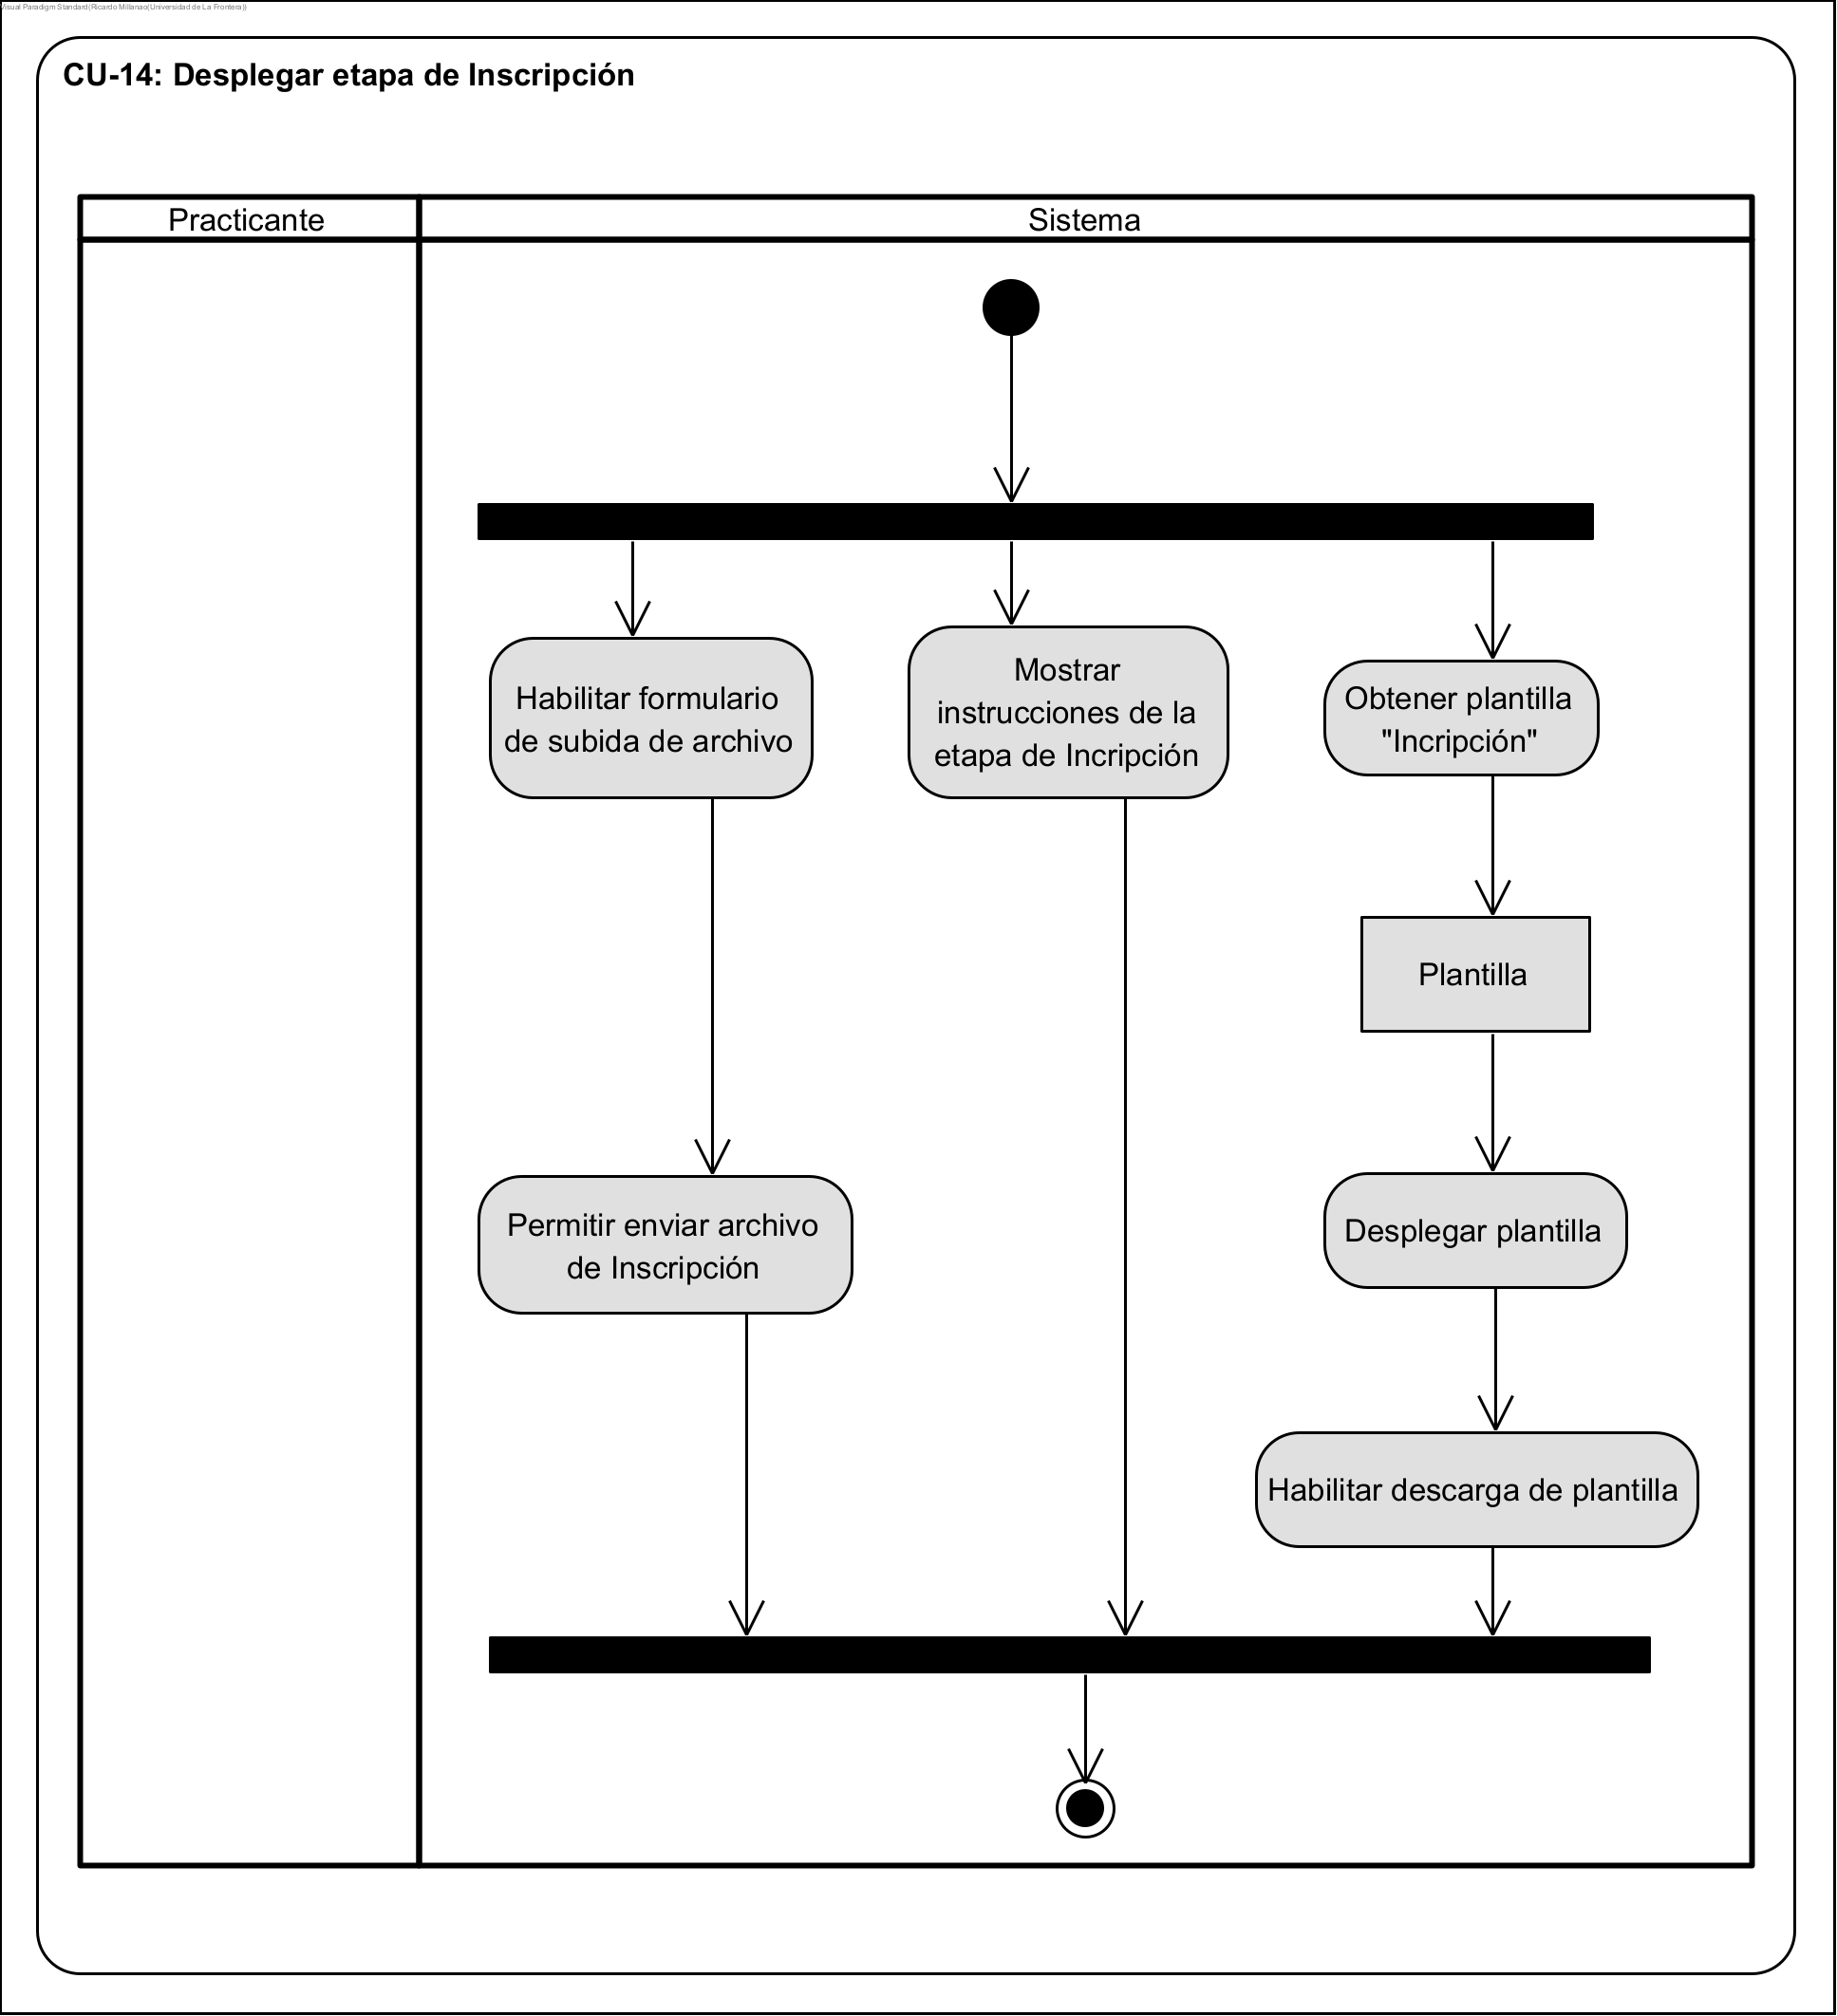 Visual Paradigm Standard(Ricardo Millanao(Universidad de La Frontera))
CU-14: Desplegar etapa de Inscripción
Practicante
Sistema
Habilitar formulario
de subida de archivo
Mostrar
instrucciones de la
etapa de Incripción
Obtener plantilla
"Incripción"
Plantilla
Permitir enviar archivo
de Inscripción
Desplegar plantilla
Habilitar descarga de plantilla